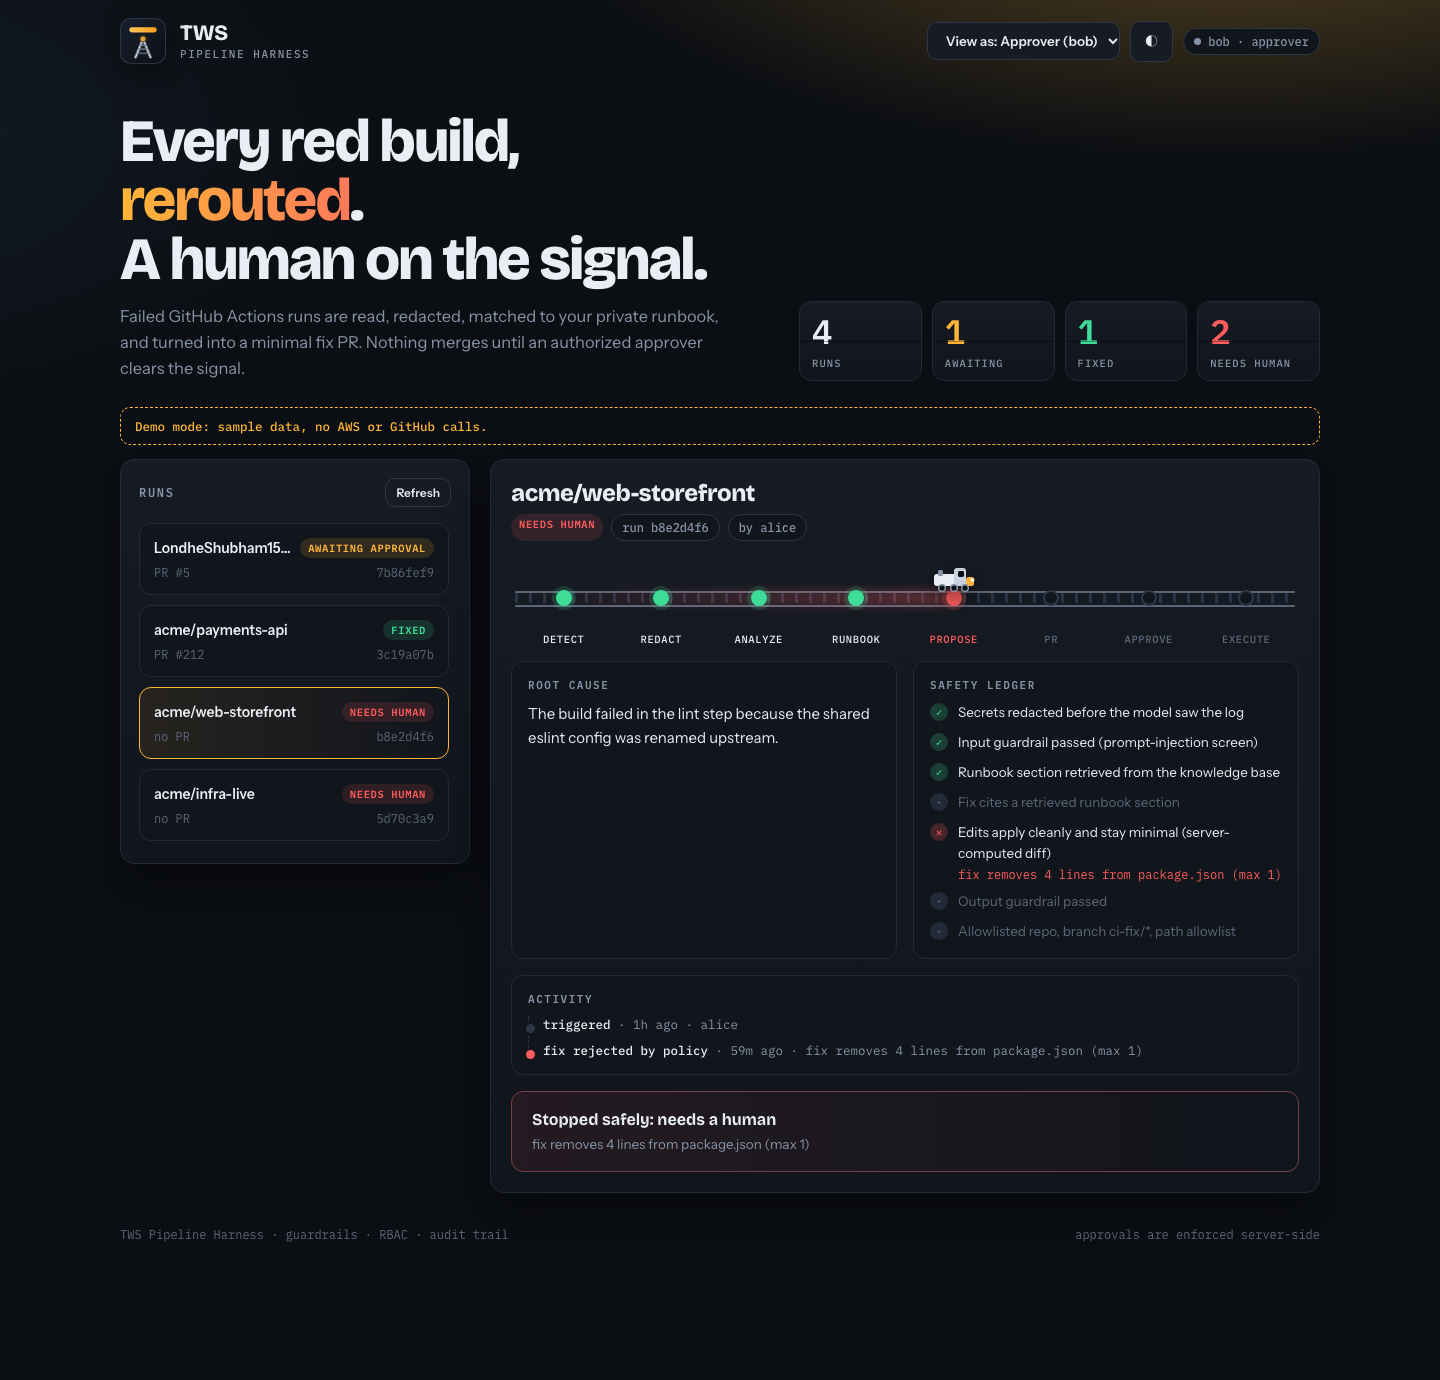 TWS
PIPELINE HARNESS
View as: Approver (bob)
bob · approver
Every red build,
rerouted.
A human on the signal.
Failed GitHub Actions runs are read, redacted, matched to your private runbook,
and turned into a minimal fix PR. Nothing merges until an authorized approver
clears the signal.
4
RUNS
1
AWAITING
1
FIXED
2
NEEDS HUMAN
Demo mode: sample data, no AWS or GitHub calls.
RUNS
Refresh
LondheShubham15… AWAITING APPROVAL
PR #5 7b86fef9
acme/payments-api FIXED
PR #212 3c19a07b
acme/web-storefront NEEDS HUMAN
no PR b8e2d4f6
acme/infra-live NEEDS HUMAN
no PR 5d70c3a9
acme/web-storefront
NEEDS HUMAN run b8e2d4f6 by alice
DETECT REDACT ANALYZE RUNBOOK PROPOSE PR APPROVE EXECUTE
ROOT CAUSE
The build failed in the lint step because the shared
eslint config was renamed upstream.
SAFETY LEDGER
Secrets redacted before the model saw the log
Input guardrail passed (prompt-injection screen)
Runbook section retrieved from the knowledge base
Fix cites a retrieved runbook section
Edits apply cleanly and stay minimal (server-
computed diff)
fix removes 4 lines from package.json (max 1)
Output guardrail passed
Allowlisted repo, branch ci-fix/*, path allowlist
ACTIVITY
triggered · 1h ago · alice
fix rejected by policy · 59m ago · fix removes 4 lines from package.json (max 1)
Stopped safely: needs a human
fix removes 4 lines from package.json (max 1)
TWS Pipeline Harness · guardrails · RBAC · audit trail
approvals are enforced server-side